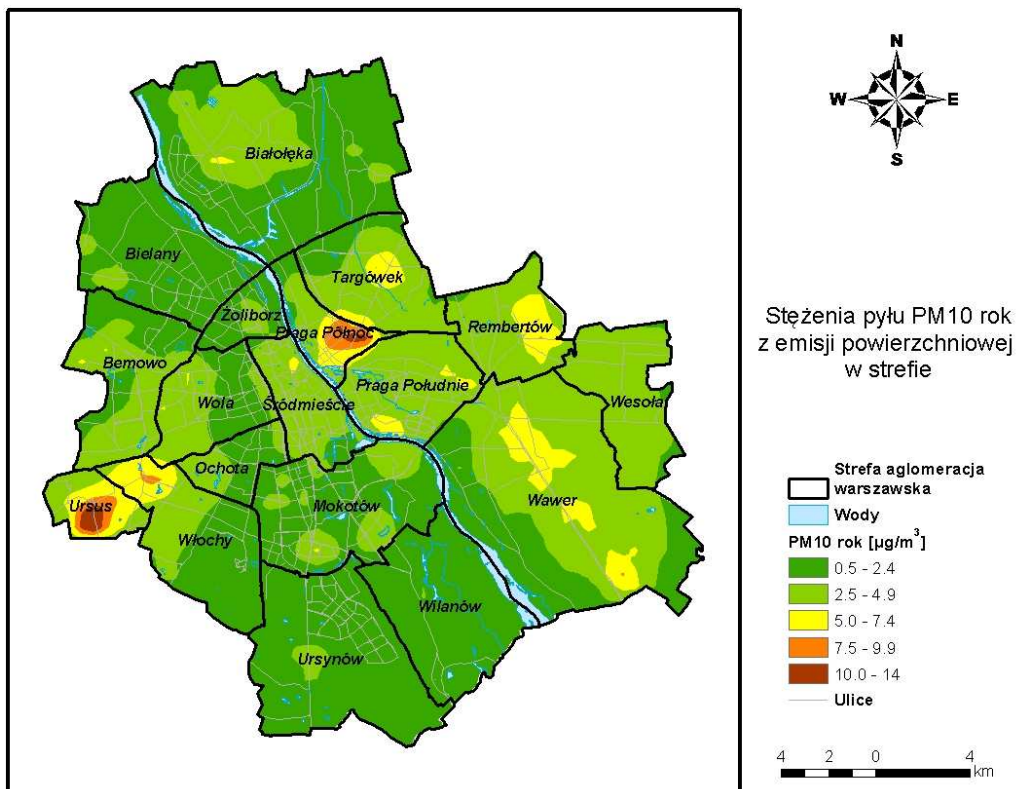 N
W E
S
Białołęka
Bielany
Targówek
Żoliborz
Praga Północ
Rembertów
Bemowo
Praga Południe
Wesoła
Wola
Śródmieście
Ochota
Ursus
Mokotów
Wawer
Włochy
Wilanów
Ursynów
Stężenia pyłu PM10 rok
z emisji powierzchniowej
w strefie
Strefa aglomeracja
warszawska
Wody
PM10 rok [µg/m³]
0.5 - 2.4
2.5 - 4.9
5.0 - 7.4
7.5 - 9.9
10.0 - 14
Ulice
4 2 0 4
km